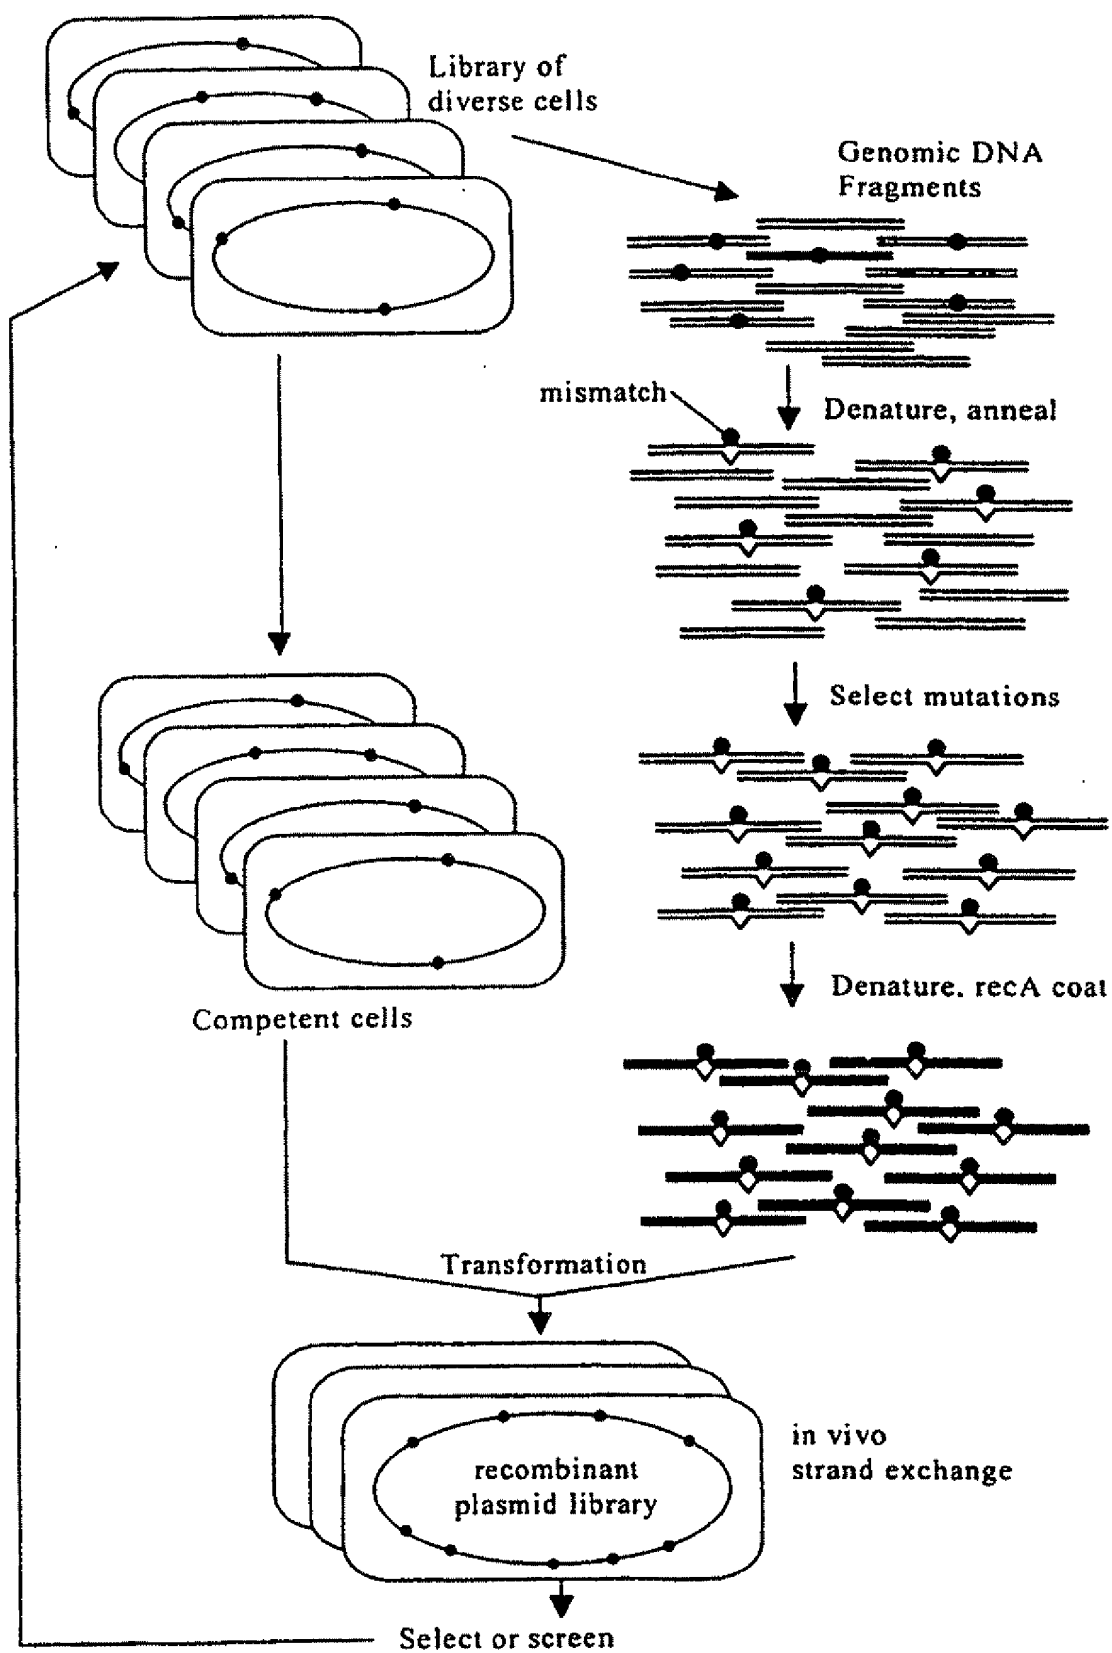 Library of
diverse cells
Genomic DNA
Fragments
mismatch
Denature, anneal
Select mutations
Denature. recA coat
Competent cells
Transformation
in vivo
strand exchange
recombinant
plasmid library
Select or screen